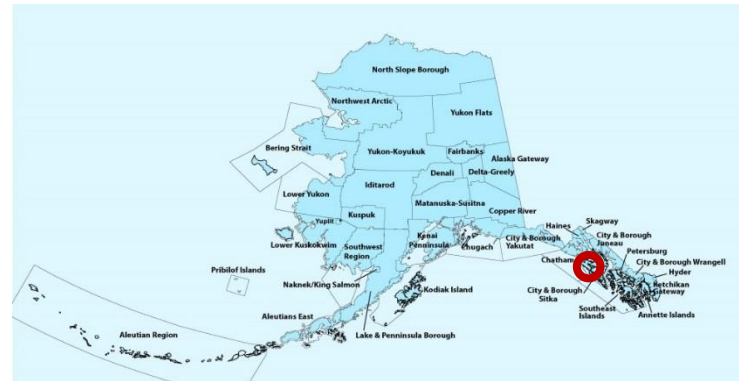 North Slope Borough
Northwest Arctic
Yukon Flats
Bering Strait
Yukon-Koyukuk
Fairbanks
Alaska Gateway
Denali
Delta-Greely
Iditarod
Lower Yukon
Matanuska-Susitna
Copper River
Kuspuk
Yupiit
Skagway
Haines
City & Borough
Juneau
Lower Kuskokwim
Southwest
Region
Kenai
Penninsula
Chugach
City & Borough
Yakutat
Petersburg
City & Borough Wrangell
Chatham
Hyder
Pribilof Islands
Naknek/King Salmon
Kodiak Island
City & Borough
Sitka
Ketchikan
Gateway
Southeast
Islands
Annette Islands
Aleutians East
Aleutian Region
Lake & Penninsula Borough